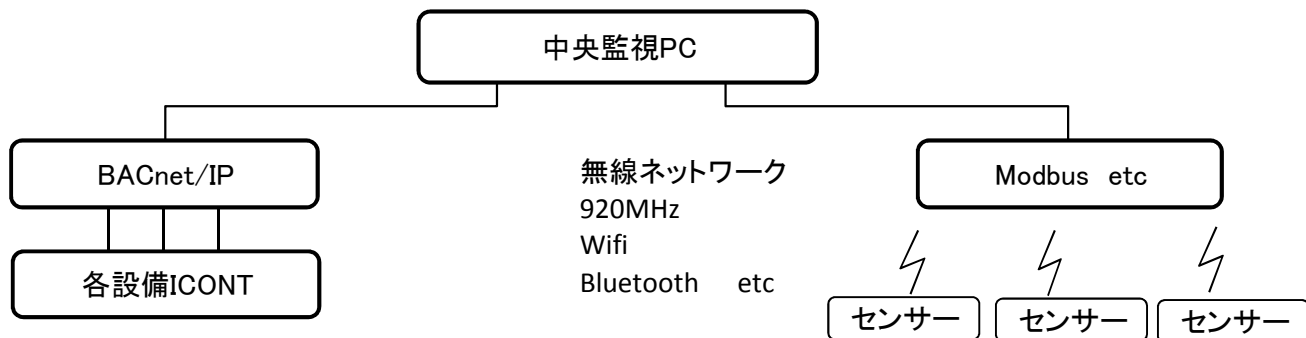 中央監視PC
BACnet/IP
無線ネットワーク
920MHz
Wifi
Bluetooth etc
Modbus etc
各設備ICONT
センサー
センサー
センサー